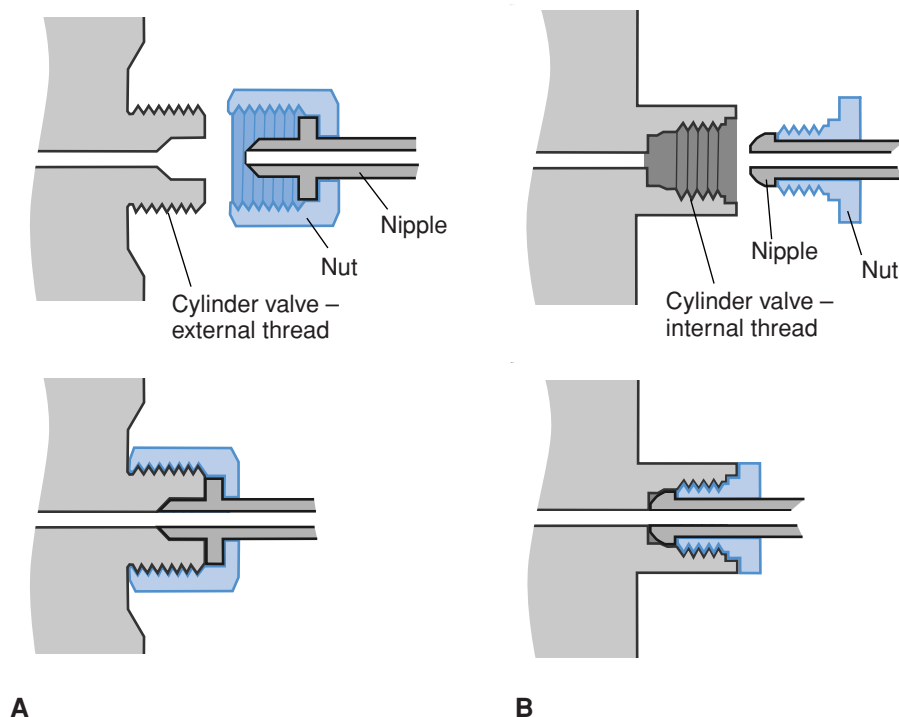 Nipple
Nut
Cylinder valve –
external thread
Nipple
Nut
Cylinder valve –
internal thread
A
B